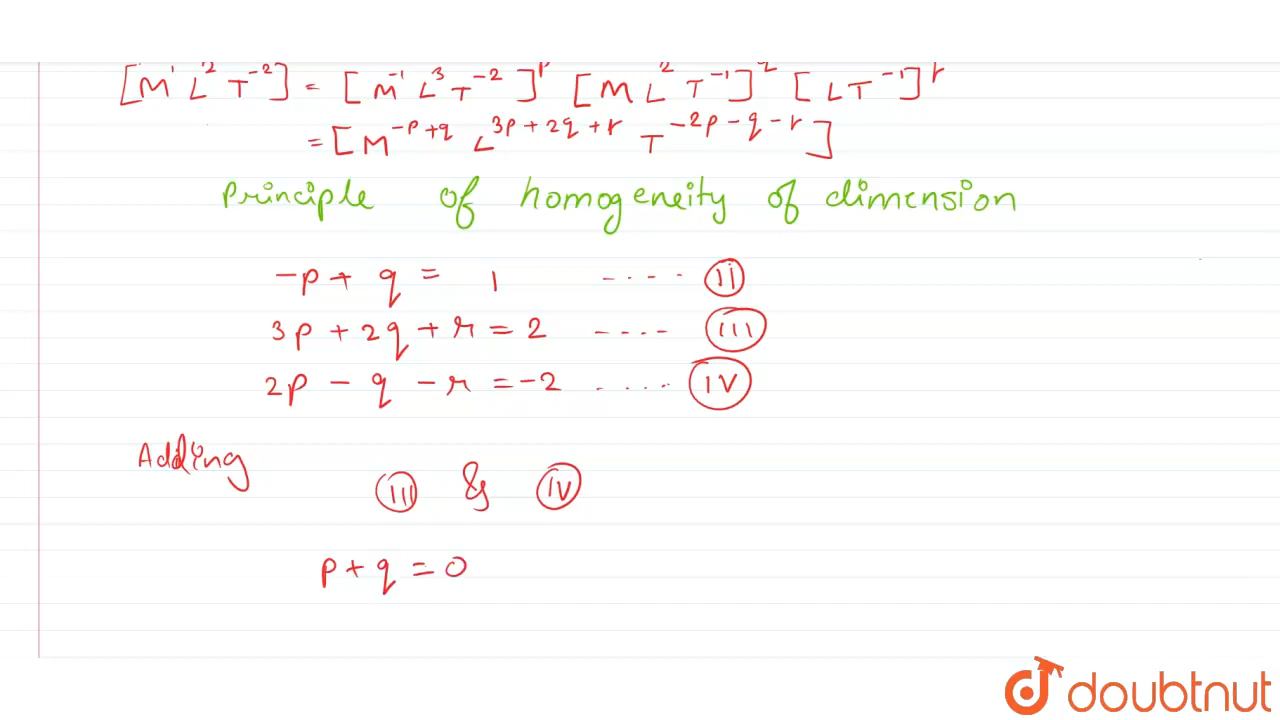 [M¹ L² T⁻²] = [M⁻¹ L³ T⁻²]ᵖ [M L² T⁻¹]^q [LT⁻¹]^r
= [M^-p+q L^3p+2q+r T^-2p-q-r]
Principle of homogeneity of dimension
-p + q = 1 ---- (II)
3p + 2q + r = 2 ---- (III)
2p - q - r = -2 ---- (IV)
Adding
(III) & (IV)
p + q = 0
doubtnut